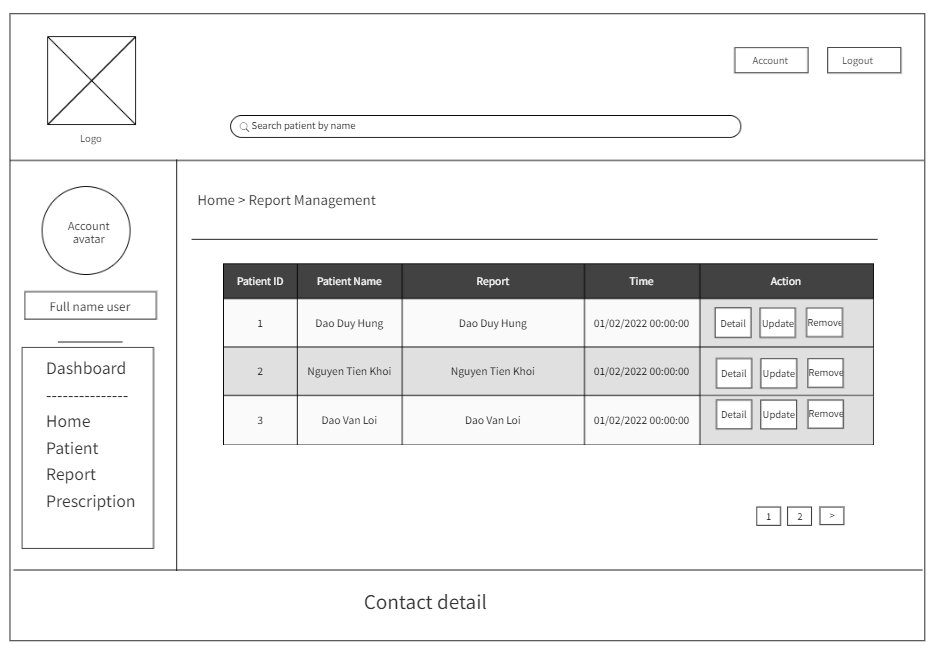 Account
Logout
Search patient by name
Logo
Home > Report Management
Account
avatar
Full name user
Dashboard
---------------
Home
Patient
Report
Prescription
Patient ID Patient Name Report Time Action
1 Dao Duy Hung Dao Duy Hung 01/02/2022 00:00:00 Detail Update Remove
2 Nguyen Tien Khoi Nguyen Tien Khoi 01/02/2022 00:00:00 Detail Update Remove
3 Dao Van Loi Dao Van Loi 01/02/2022 00:00:00 Detail Update Remove
1 2 >
Contact detail